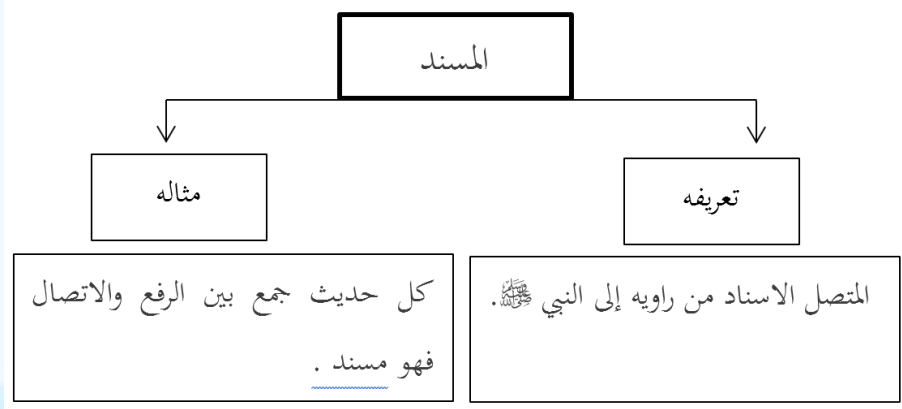 المسند
تعريفه
مثاله
المتصل الاسناد من راويه إلى النبي ﷺ.
كل حديث جمع بين الرفع والاتصال
فهو مسند .